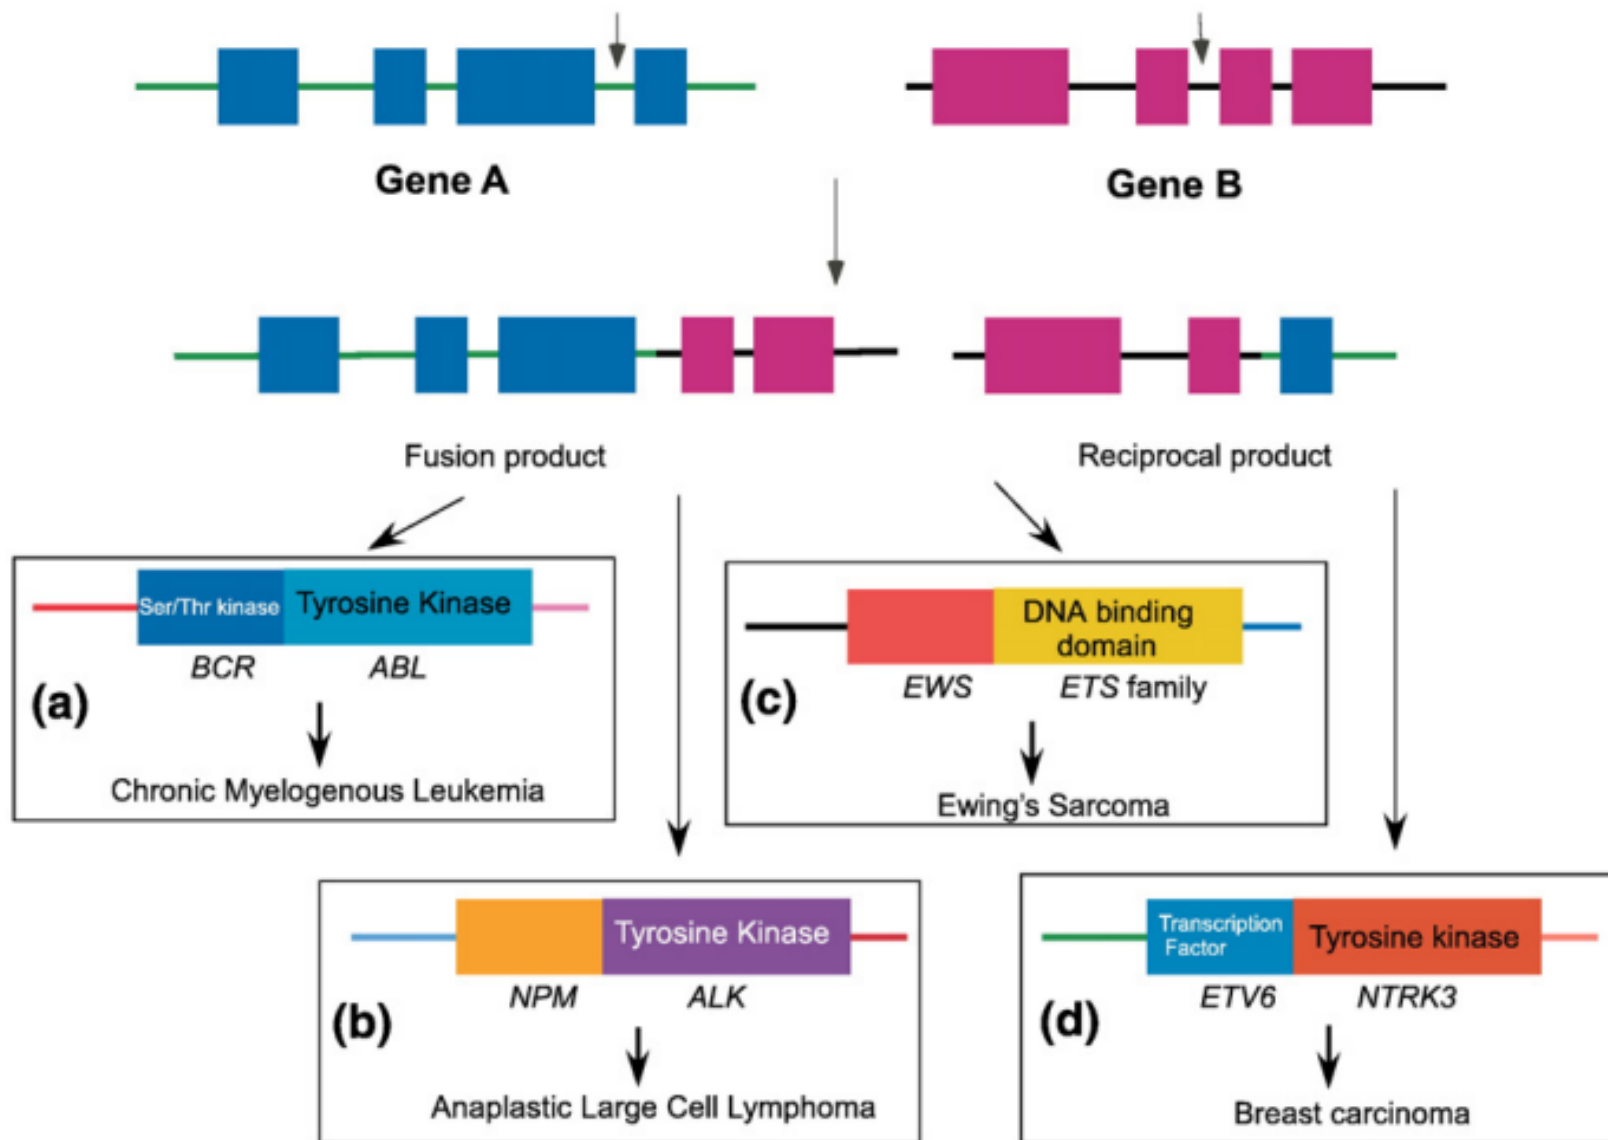 Gene A
Gene B
Fusion product
Reciprocal product
(a)
Ser/Thr kinase
Tyrosine Kinase
BCR
ABL
Chronic Myelogenous Leukemia
(c)
DNA binding
domain
EWS
ETS family
Ewing's Sarcoma
(b)
Tyrosine Kinase
NPM
ALK
Anaplastic Large Cell Lymphoma
(d)
Transcription
Factor
Tyrosine kinase
ETV6
NTRK3
Breast carcinoma